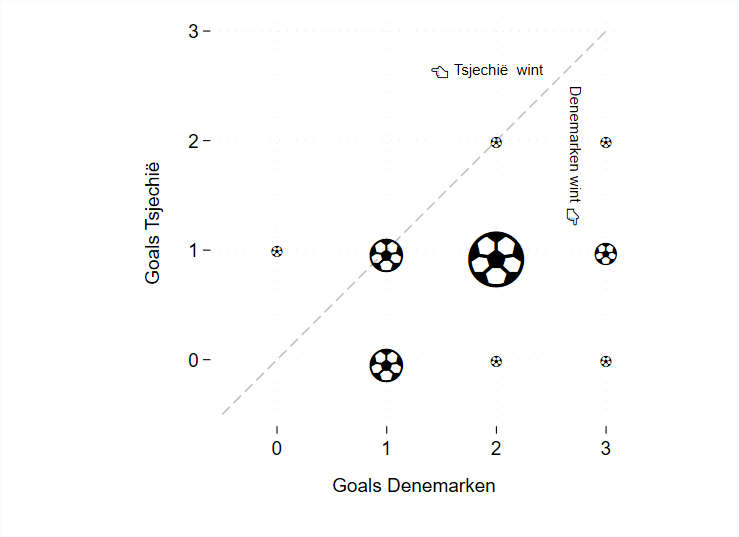 3
Tsjechië wint
Denemarken wint
2
Goals Tsjechië
1
0
0 1 2 3
Goals Denemarken